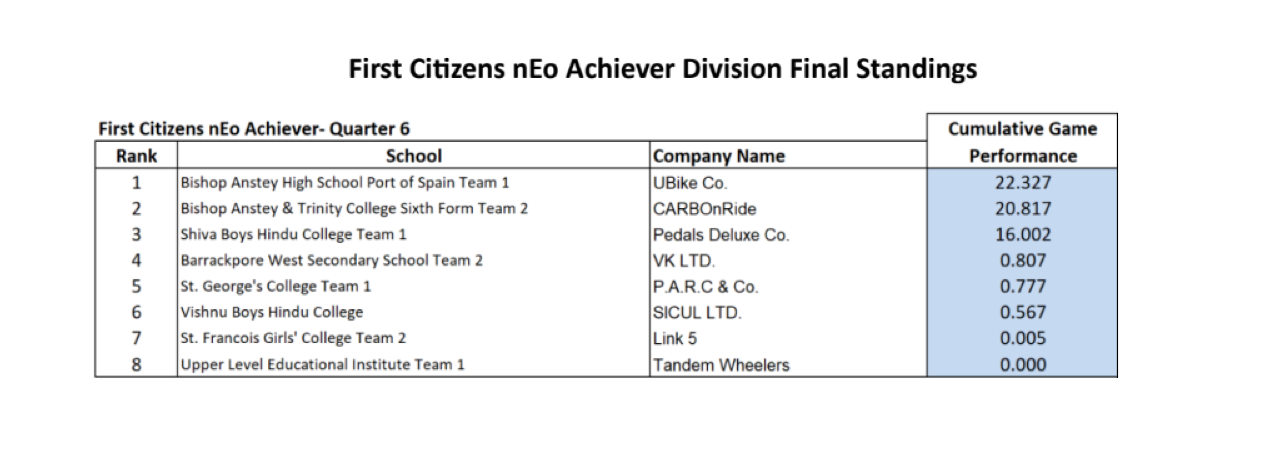 First Citizens nEo Achiever Division Final Standings
First Citizens nEo Achiever- Quarter 6 Cumulative Game
Rank School Company Name Performance
1 Bishop Anstey High School Port of Spain Team 1 UBike Co. 22.327
2 Bishop Anstey & Trinity College Sixth Form Team 2 CARBOnRide 20.817
3 Shiva Boys Hindu College Team 1 Pedals Deluxe Co. 16.002
4 Barrackpore West Secondary School Team 2 VK LTD. 0.807
5 St. George's College Team 1 P.A.R.C & Co. 0.777
6 Vishnu Boys Hindu College SICUL LTD. 0.567
7 St. Francois Girls' College Team 2 Link 5 0.005
8 Upper Level Educational Institute Team 1 Tandem Wheelers 0.000